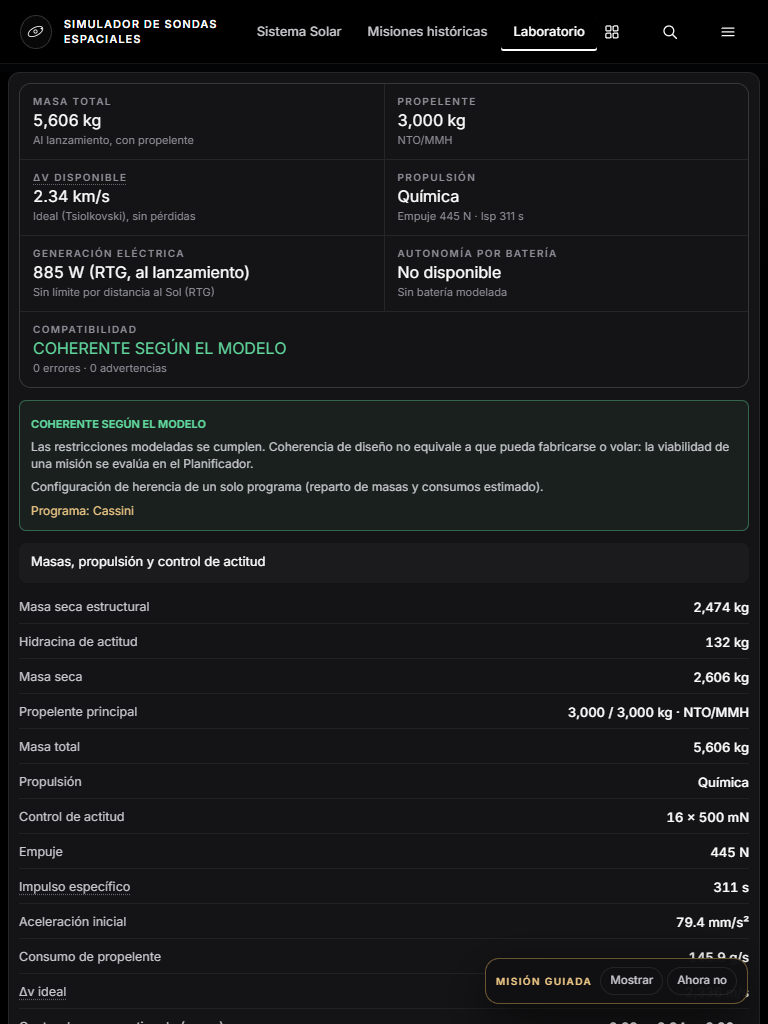 SIMULADOR DE SONDAS
ESPACIALES
Sistema Solar
Misiones históricas
Laboratorio
MASA TOTAL
5,606 kg
Al lanzamiento, con propelente
PROPELENTE
3,000 kg
NTO/MMH
ΔV DISPONIBLE
2.34 km/s
Ideal (Tsiolkovski), sin pérdidas
PROPULSIÓN
Química
Empuje 445 N · Isp 311 s
GENERACIÓN ELÉCTRICA
885 W (RTG, al lanzamiento)
Sin límite por distancia al Sol (RTG)
AUTONOMÍA POR BATERÍA
No disponible
Sin batería modelada
COMPATIBILIDAD
COHERENTE SEGÚN EL MODELO
0 errores · 0 advertencias
COHERENTE SEGÚN EL MODELO
Las restricciones modeladas se cumplen. Coherencia de diseño no equivale a que pueda fabricarse o volar: la viabilidad de
una misión se evalúa en el Planificador.
Configuración de herencia de un solo programa (reparto de masas y consumos estimado).
Programa: Cassini
Masas, propulsión y control de actitud
Masa seca estructural 2,474 kg
Hidracina de actitud 132 kg
Masa seca 2,606 kg
Propelente principal 3,000 / 3,000 kg · NTO/MMH
Masa total 5,606 kg
Propulsión Química
Control de actitud 16 × 500 mN
Empuje 445 N
Impulso específico 311 s
Aceleración inicial 79.4 mm/s²
Consumo de propelente 145.9 g/s
Δv ideal
MISIÓN GUIADA
Mostrar
Ahora no